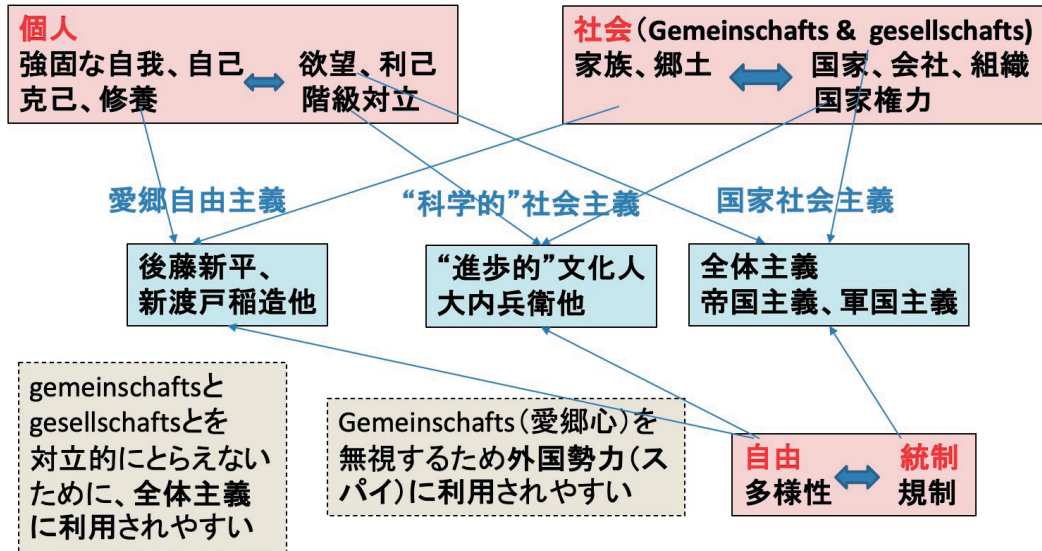 個人
強固な自我、自己
克己、修養
欲望、利己
階級対立
社会(Gemeinschafts & gesellschafts)
家族、郷土
国家、会社、組織
国家権力
愛郷自由主義
“科学的”社会主義
国家社会主義
後藤新平、
新渡戸稲造他
“進歩的”文化人
大内兵衛他
全体主義
帝国主義、軍国主義
gemeinschaftsと
gesellschaftsとを
対立的にとらえない
ために、全体主義
に利用されやすい
Gemeinschafts(愛郷心)を
無視するため外国勢力(ス
パイ)に利用されやすい
自由
多様性
統制
規制